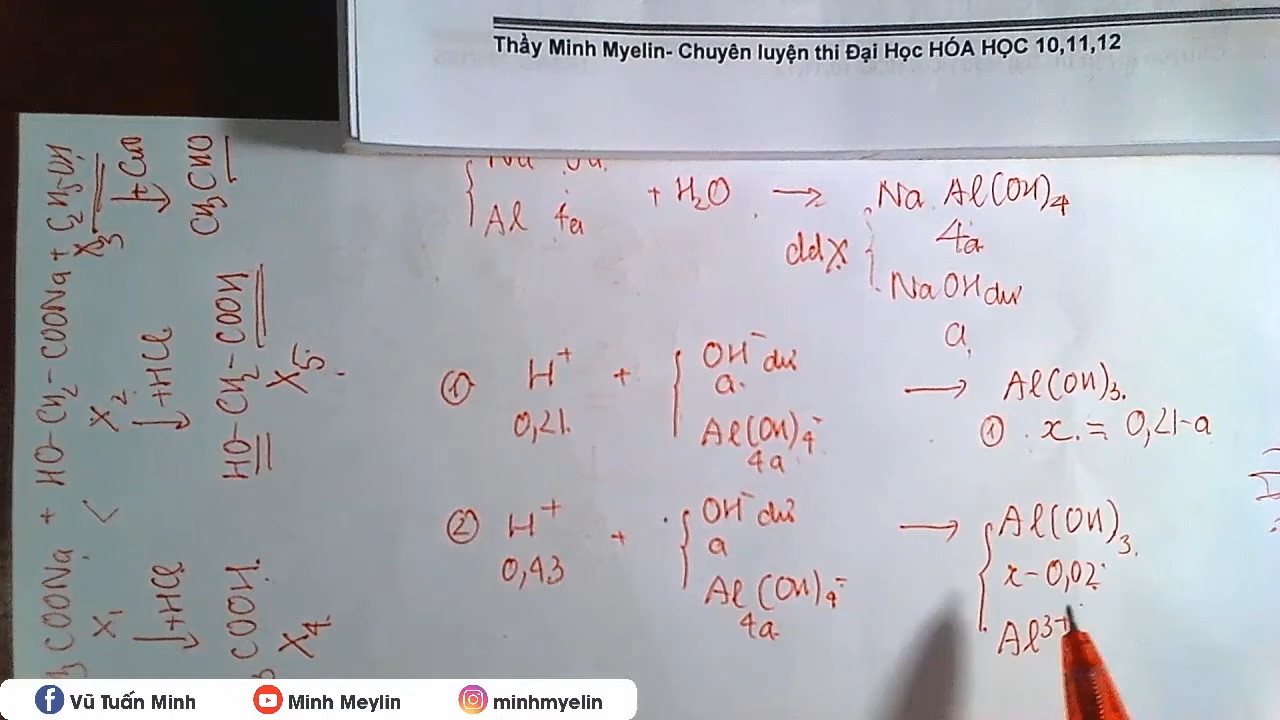 Thầy Minh Myelin- Chuyên luyện thi Đại Học HÓA HỌC 10,11,12
Al 4a + H₂O → Na Al(OH)₄
4a
ddX
NaOH dư
a
① H⁺ + OH⁻ dư → Al(OH)₃
0,21 a
Al(OH)₄⁻
4a
① x = 0,21-a
② H⁺ + OH⁻ dư → Al(OH)₃
0,43 a
x-0,02
Al(OH)₄⁻ Al³⁺
4a
COONa + HO-CH₂-COONa + C₂H₅OH
X₁ X₂ X₃
↓+HCl ↓+HCl ↓+CuO
COOH HO-CH₂-COOH CH₃CHO
X₄ X₅
Vũ Tuấn Minh
Minh Meylin
minhmyelin